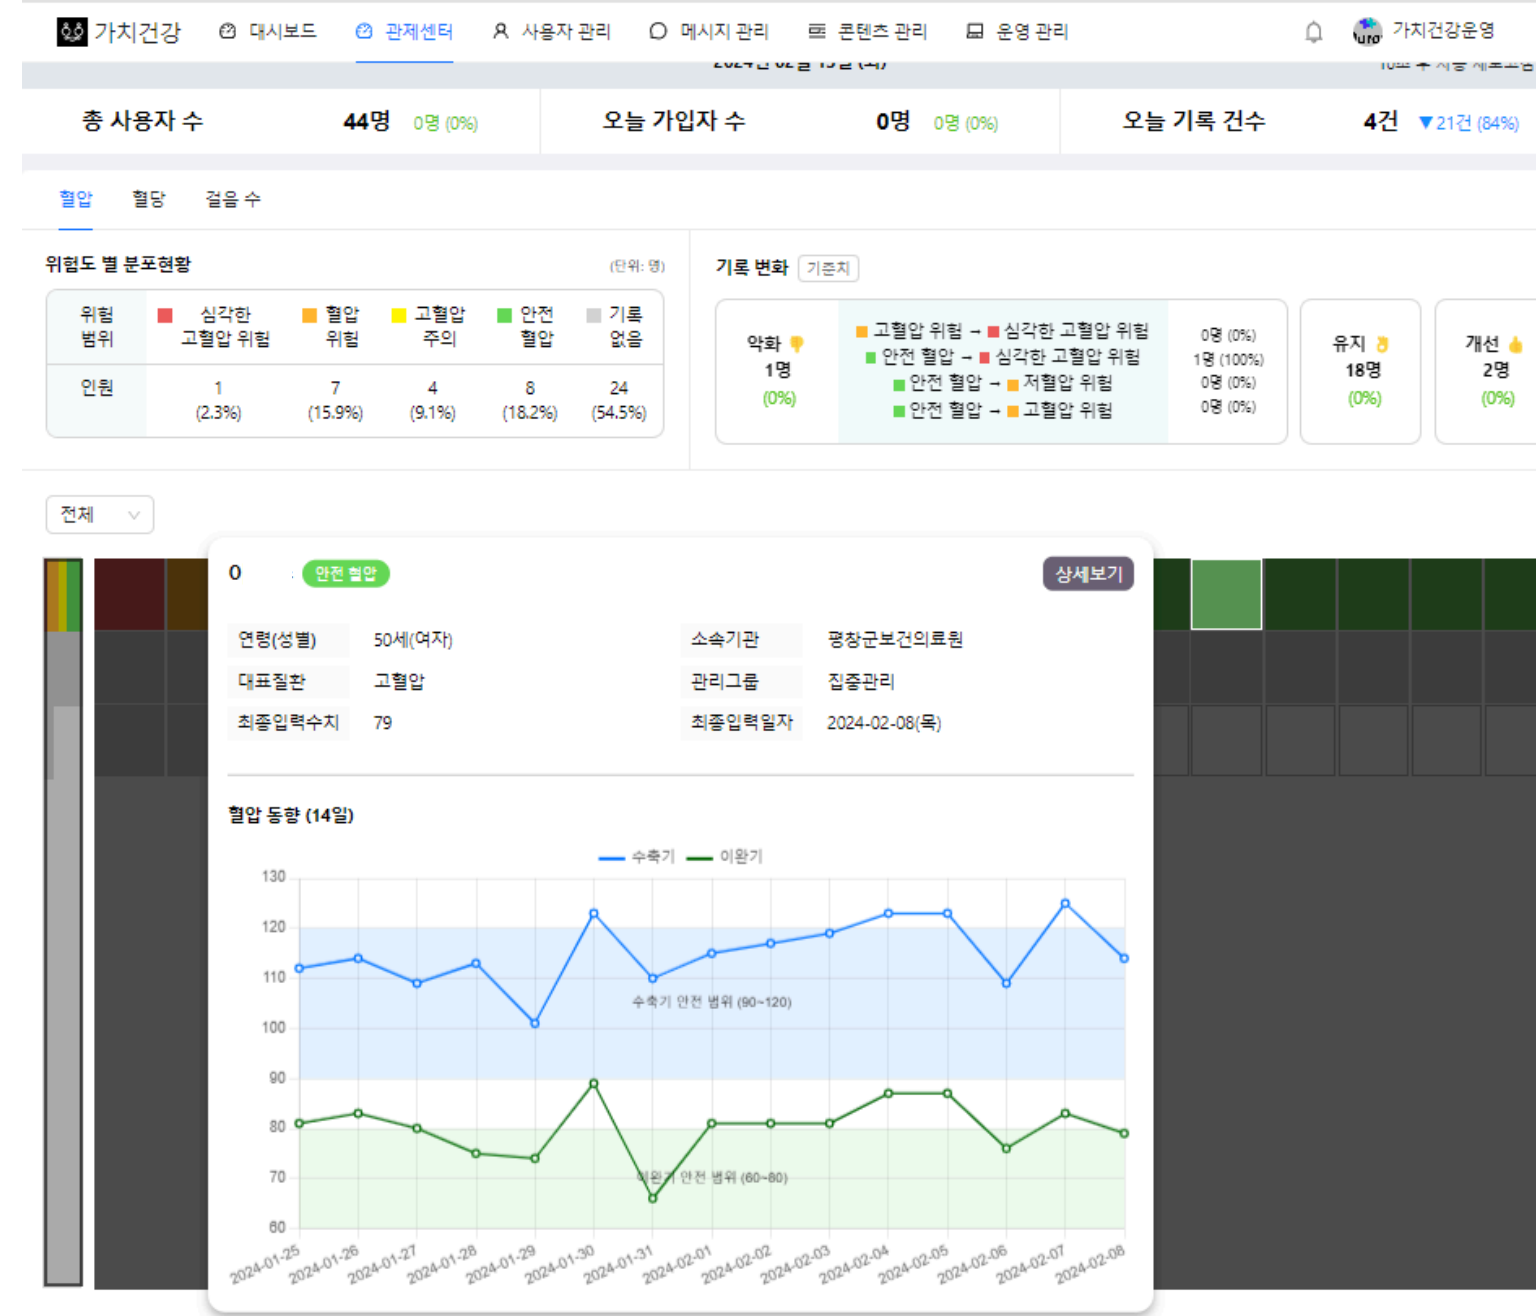 가치건강 대시보드 관제센터 사용자 관리 메시지 관리 콘텐츠 관리 운영 관리 가치건강운영
2024년 02월 13일 (화)
총 사용자 수 44명 0명 (0%) 오늘 가입자 수 0명 0명 (0%) 오늘 기록 건수 4건 ▼21건 (84%)
혈압 혈당 걸음 수
위험도 별 분포현황 (단위: 명)
위험 범위 심각한 고혈압 위험 혈압 위험 고혈압 주의 안전 혈압 기록 없음
인원 1 7 4 8 24
(2.3%) (15.9%) (9.1%) (18.2%) (54.5%)
기록 변화 기준치
악화 👎
1명
(0%)
고혈압 위험 → 심각한 고혈압 위험 0명 (0%)
안전 혈압 → 심각한 고혈압 위험 1명 (100%)
안전 혈압 → 저혈압 위험 0명 (0%)
안전 혈압 → 고혈압 위험 0명 (0%)
유지 👌
18명
(0%)
개선 👍
2명
(0%)
전체
안전 혈압 상세보기
연령(성별) 50세(여자) 소속기관 평창군보건의료원
대표질환 고혈압 관리그룹 집중관리
최종입력수치 79 최종입력일자 2024-02-08(목)
혈압 동향 (14일)
수축기 이완기
130
120
110
수축기 안전 범위 (90~120)
100
90
80
70
이완기 안전 범위 (60~80)
60
2024-01-25 2024-01-26 2024-01-27 2024-01-28 2024-01-29 2024-01-30 2024-01-31 2024-02-01 2024-02-02 2024-02-03 2024-02-04 2024-02-05 2024-02-06 2024-02-07 2024-02-08